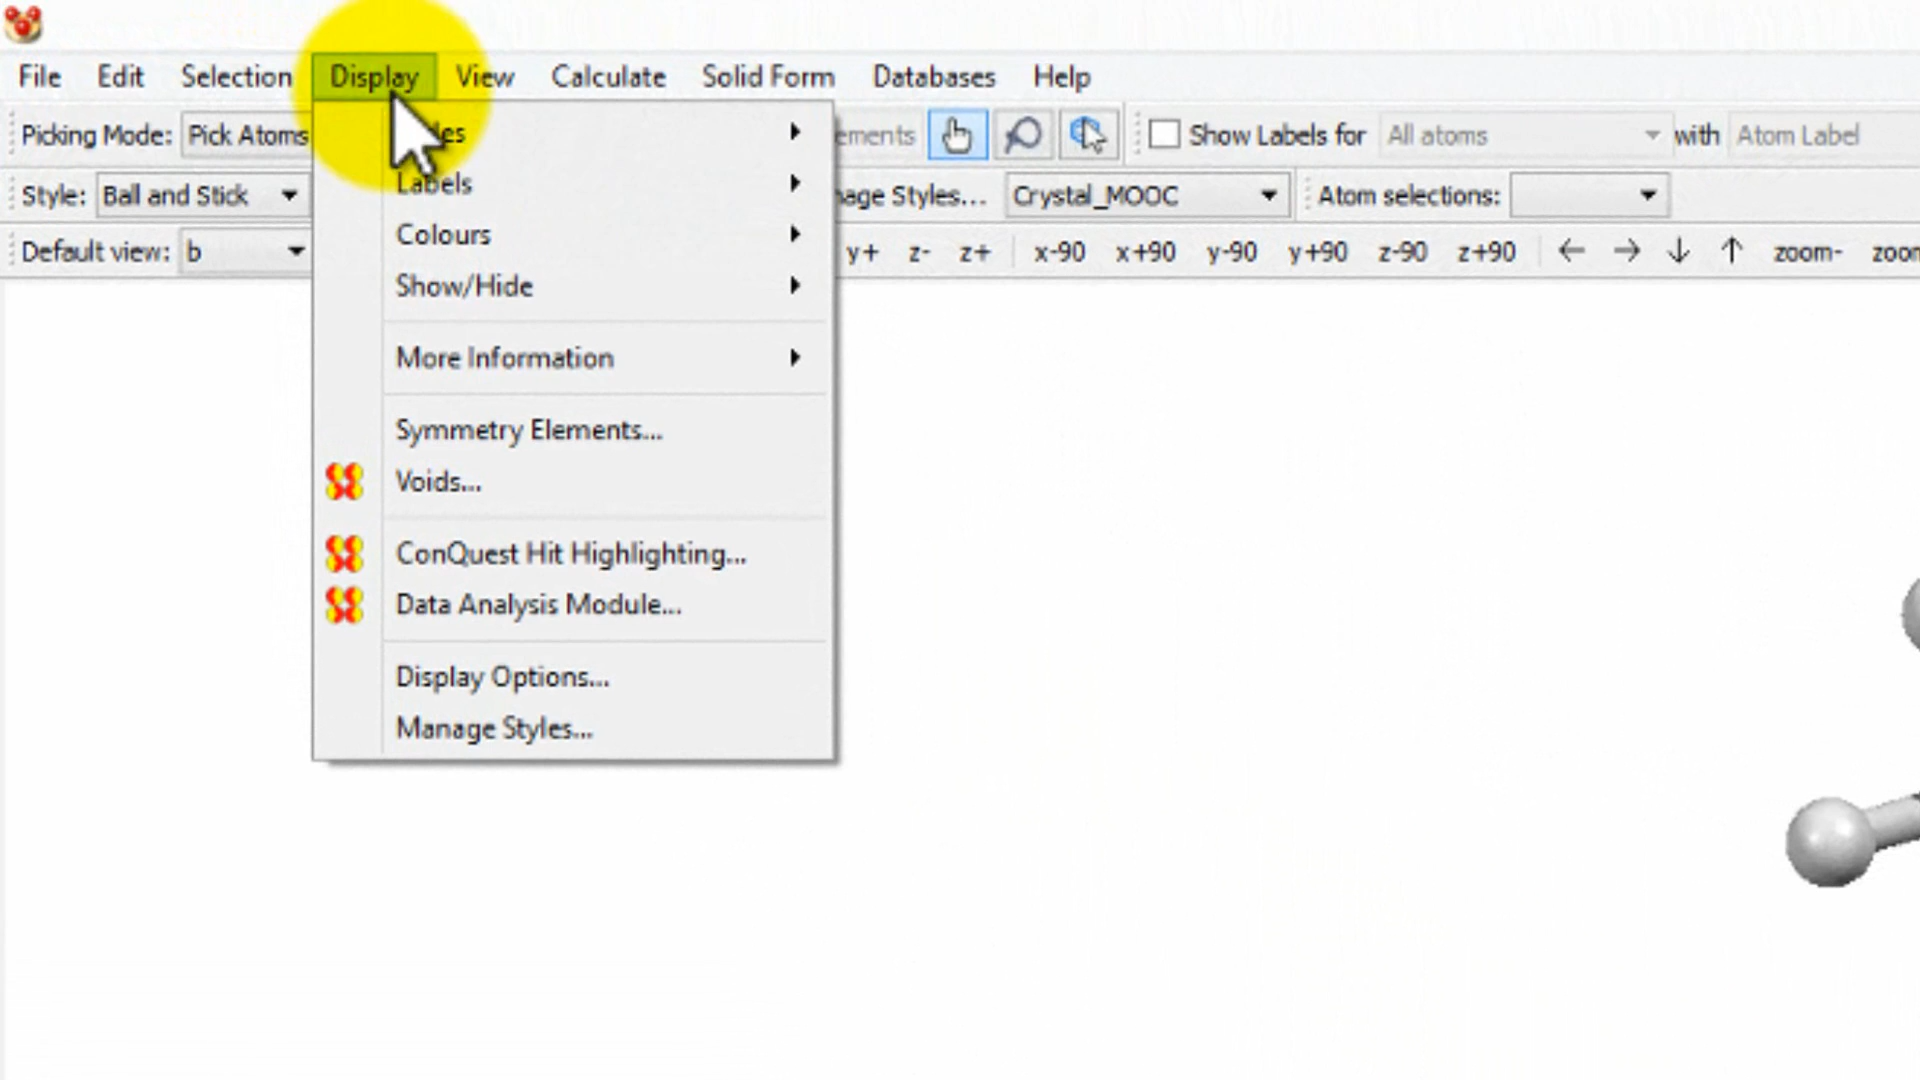 File Edit Selection Display View Calculate Solid Form Databases Help
Picking Mode: Pick Atoms Show Labels for All atoms with Atom Label
Style: Ball and Stick Styles... Crystal_MOOC Atom selections:
Default view: b y+ z- z+ x-90 x+90 y-90 y+90 z-90 z+90 ← → ↓ ↑ zoom-
Labels
Colours
Show/Hide
More Information
Symmetry Elements...
Voids...
ConQuest Hit Highlighting...
Data Analysis Module...
Display Options...
Manage Styles...